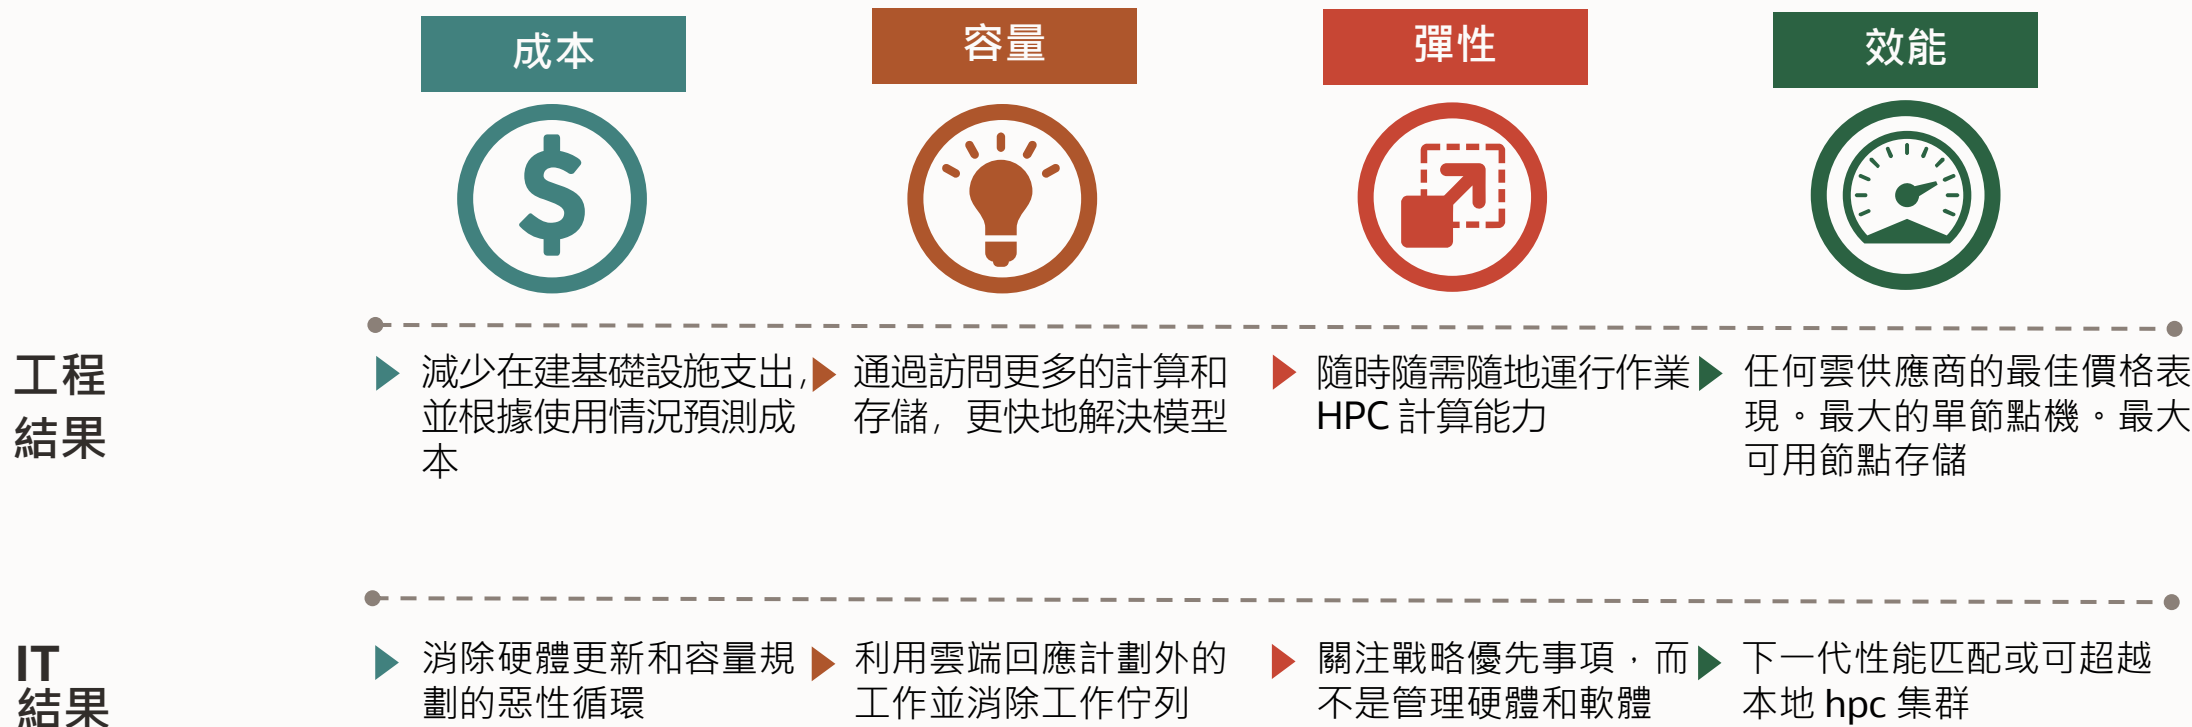 成本
容量
彈性
效能
工程
結果
減少在建基礎設施支出,
並根據使用情況預測成
本
通過訪問更多的計算和
存儲, 更快地解決模型
隨時隨需隨地運行作業
HPC 計算能力
任何雲供應商的最佳價格表
現。最大的單節點機。最大
可用節點存儲
IT
結果
消除硬體更新和容量規
劃的惡性循環
利用雲端回應計劃外的
工作並消除工作佇列
關注戰略優先事項，而
不是管理硬體和軟體
下一代性能匹配或可超越
本地 hpc 集群